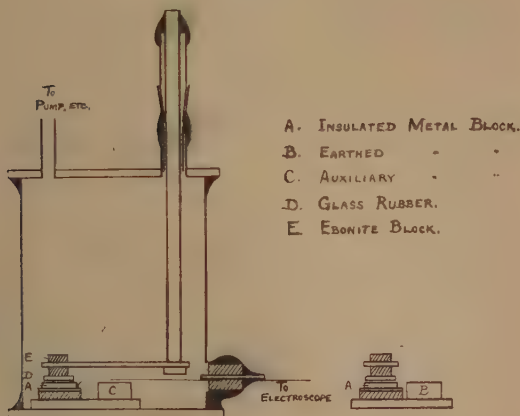 To
PUMP, ETC.
A. INSULATED METAL BLOCK.
B. EARTHED " "
C. AUXILIARY " "
D. GLASS RUBBER.
E EBONITE BLOCK.
E
D
A
C
To
ELECTROSCOPE
A
B